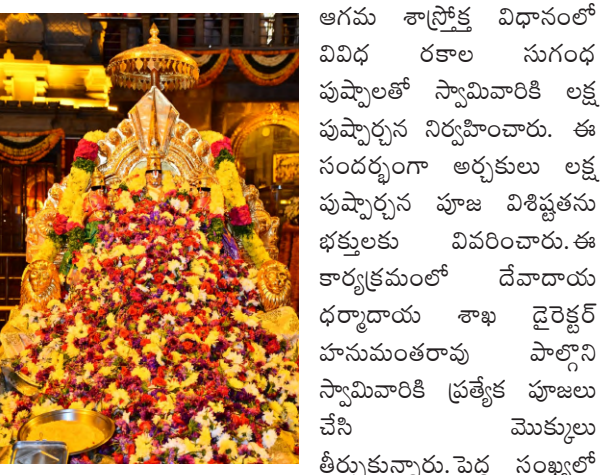 ఆగమ శాస్త్రోక్త విధానంలో
వివిధ రకాల సుగంధ
పుష్పాలతో స్వామివారికి లక్ష
పుష్పార్చన నిర్వహించారు. ఈ
సందర్భంగా అర్చకులు లక్ష
పుష్పార్చన పూజ విశిష్టతను
భక్తులకు వివరించారు.ఈ
కార్యక్రమంలో దేవాదాయ
ధర్మాదాయ శాఖ డైరెక్టర్
హనుమంతరావు పాల్గొని
స్వామివారికి ప్రత్యేక పూజలు
చేసి మొక్కులు
తీర్చుకున్నారు.పెద్ద సంఖ్యలో